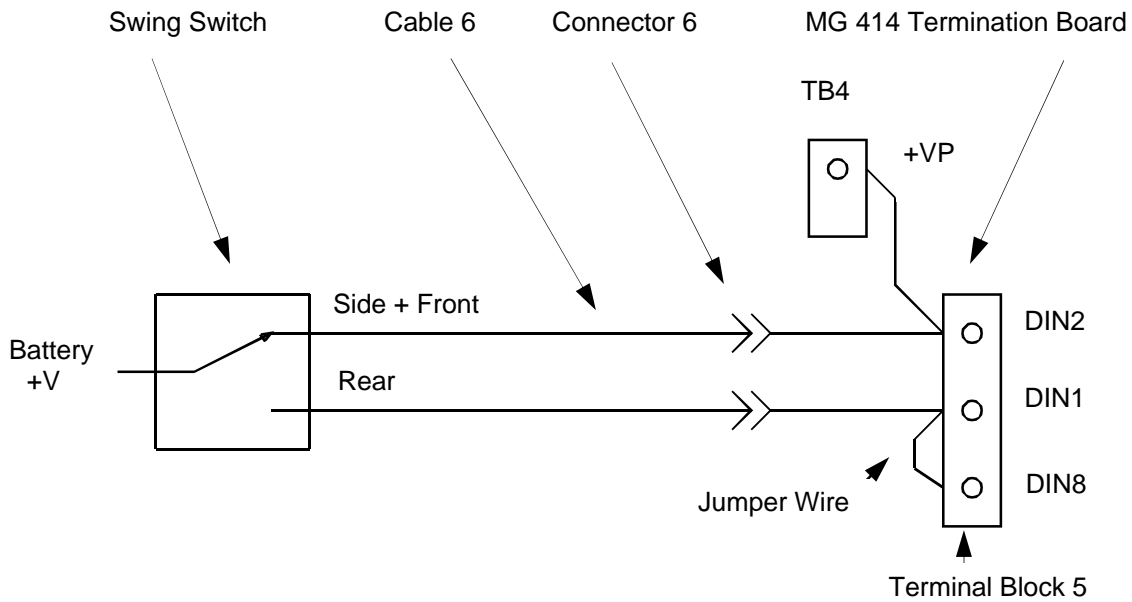 Swing Switch
Cable 6
Connector 6
MG 414 Termination Board
TB4
+VP
Side + Front
DIN2
Battery
+V
Rear
DIN1
DIN8
Jumper Wire
Terminal Block 5